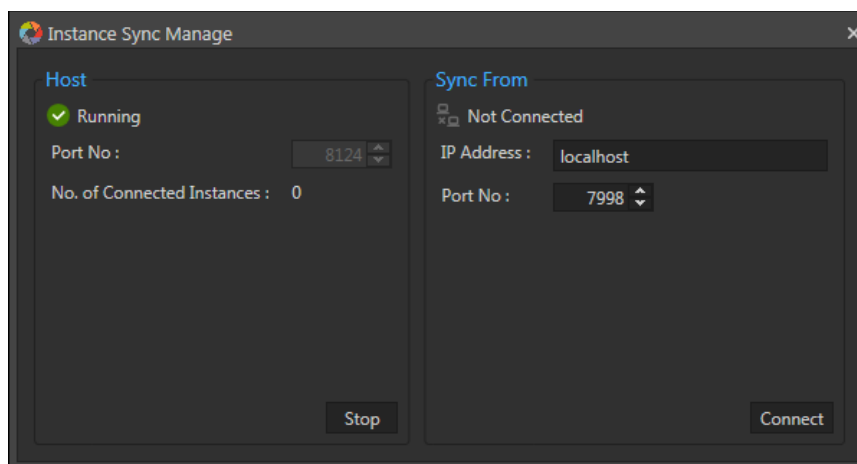 Instance Sync Manage
Host
Running
Port No :
8124
No. of Connected Instances : 0
Stop
Sync From
Not Connected
IP Address : localhost
Port No : 7998
Connect